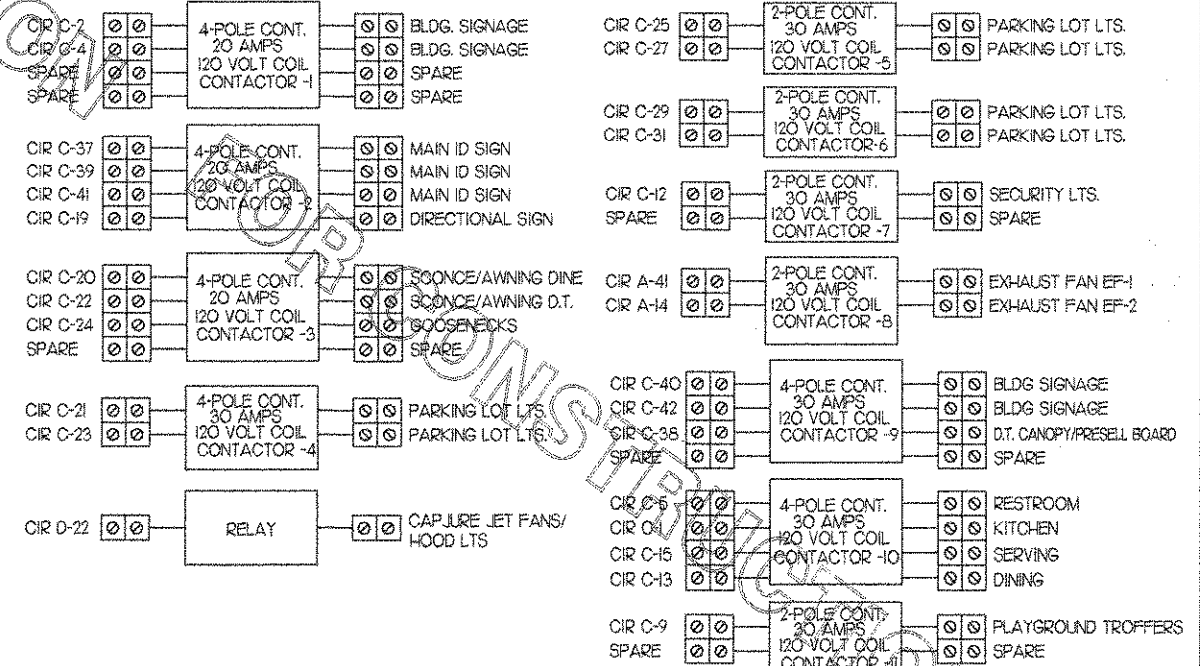 CIR C-2
CIR C-4
SPARE
SPARE
4-POLE CONT.
20 AMPS
120 VOLT COIL
CONTACTOR -1
BLDG. SIGNAGE
BLDG. SIGNAGE
SPARE
SPARE
CIR C-37
CIR C-39
CIR C-41
CIR C-19
4-POLE CONT.
20 AMPS
120 VOLT COIL
CONTACTOR -2
MAIN ID SIGN
MAIN ID SIGN
MAIN ID SIGN
DIRECTIONAL SIGN
CIR C-20
CIR C-22
CIR C-24
SPARE
4-POLE CONT.
20 AMPS
120 VOLT COIL
CONTACTOR -3
SCONCE/AWNING DINE
SCONCE/AWNING D.T.
GOOSENECKS
SPARE
CIR C-21
CIR C-23
4-POLE CONT.
30 AMPS
120 VOLT COIL
CONTACTOR -4
PARKING LOT LTS.
PARKING LOT LTS.
CIR D-22
RELAY
CAPJURE JET FANS/
HOOD LTS
CIR C-25
CIR C-27
2-POLE CONT.
30 AMPS
120 VOLT COIL
CONTACTOR -5
PARKING LOT LTS.
PARKING LOT LTS.
CIR C-29
CIR C-31
2-POLE CONT.
30 AMPS
120 VOLT COIL
CONTACTOR-6
PARKING LOT LTS.
PARKING LOT LTS.
CIR C-12
SPARE
2-POLE CONT.
30 AMPS
120 VOLT COIL
CONTACTOR -7
SECURITY LTS.
SPARE
CIR A-41
CIR A-14
2-POLE CONT.
30 AMPS
120 VOLT COIL
CONTACTOR -8
EXHAUST FAN EF-1
EXHAUST FAN EF-2
CIR C-40
CIR C-42
CIR C-38
SPARE
4-POLE CONT.
30 AMPS
120 VOLT COIL
CONTACTOR -9
BLDG SIGNAGE
BLDG SIGNAGE
D.T. CANOPY/PRESELL BOARD
SPARE
CIR C-5
CIR
CIR C-15
CIR C-13
4-POLE CONT.
30 AMPS
120 VOLT COIL
CONTACTOR -10
RESTROOM
KITCHEN
SERVING
DINING
CIR C-9
SPARE
2-POLE CONT.
30 AMPS
120 VOLT COIL
CONTACTOR -11
PLAYGROUND TROFFERS
SPARE
FOR CONSTRUCTIO